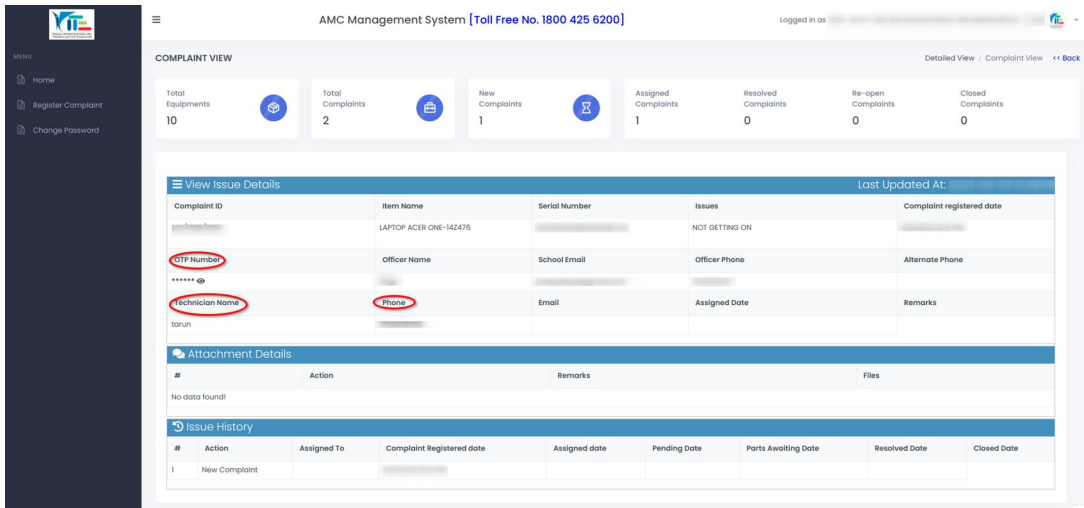 AMC Management System [Toll Free No. 1800 425 6200]
Logged in as
MENU
Home
Register Complaint
Change Password
COMPLAINT VIEW
Detailed View / Complaint View << Back
Total Equipments
10
Total Complaints
2
New Complaints
1
Assigned Complaints
1
Resolved Complaints
0
Re-open Complaints
0
Closed Complaints
0
View Issue Details Last Updated At:
Complaint ID Item Name Serial Number Issues Complaint registered date
LAPTOP ACER ONE-14Z476 NOT GETTING ON
OTP Number Officer Name School Email Officer Phone Alternate Phone
******
Technician Name Phone Email Assigned Date Remarks
tarun
Attachment Details
# Action Remarks Files
No data found!
Issue History
# Action Assigned To Complaint Registered date Assigned date Pending Date Parts Awaiting Date Resolved Date Closed Date
1 New Complaint